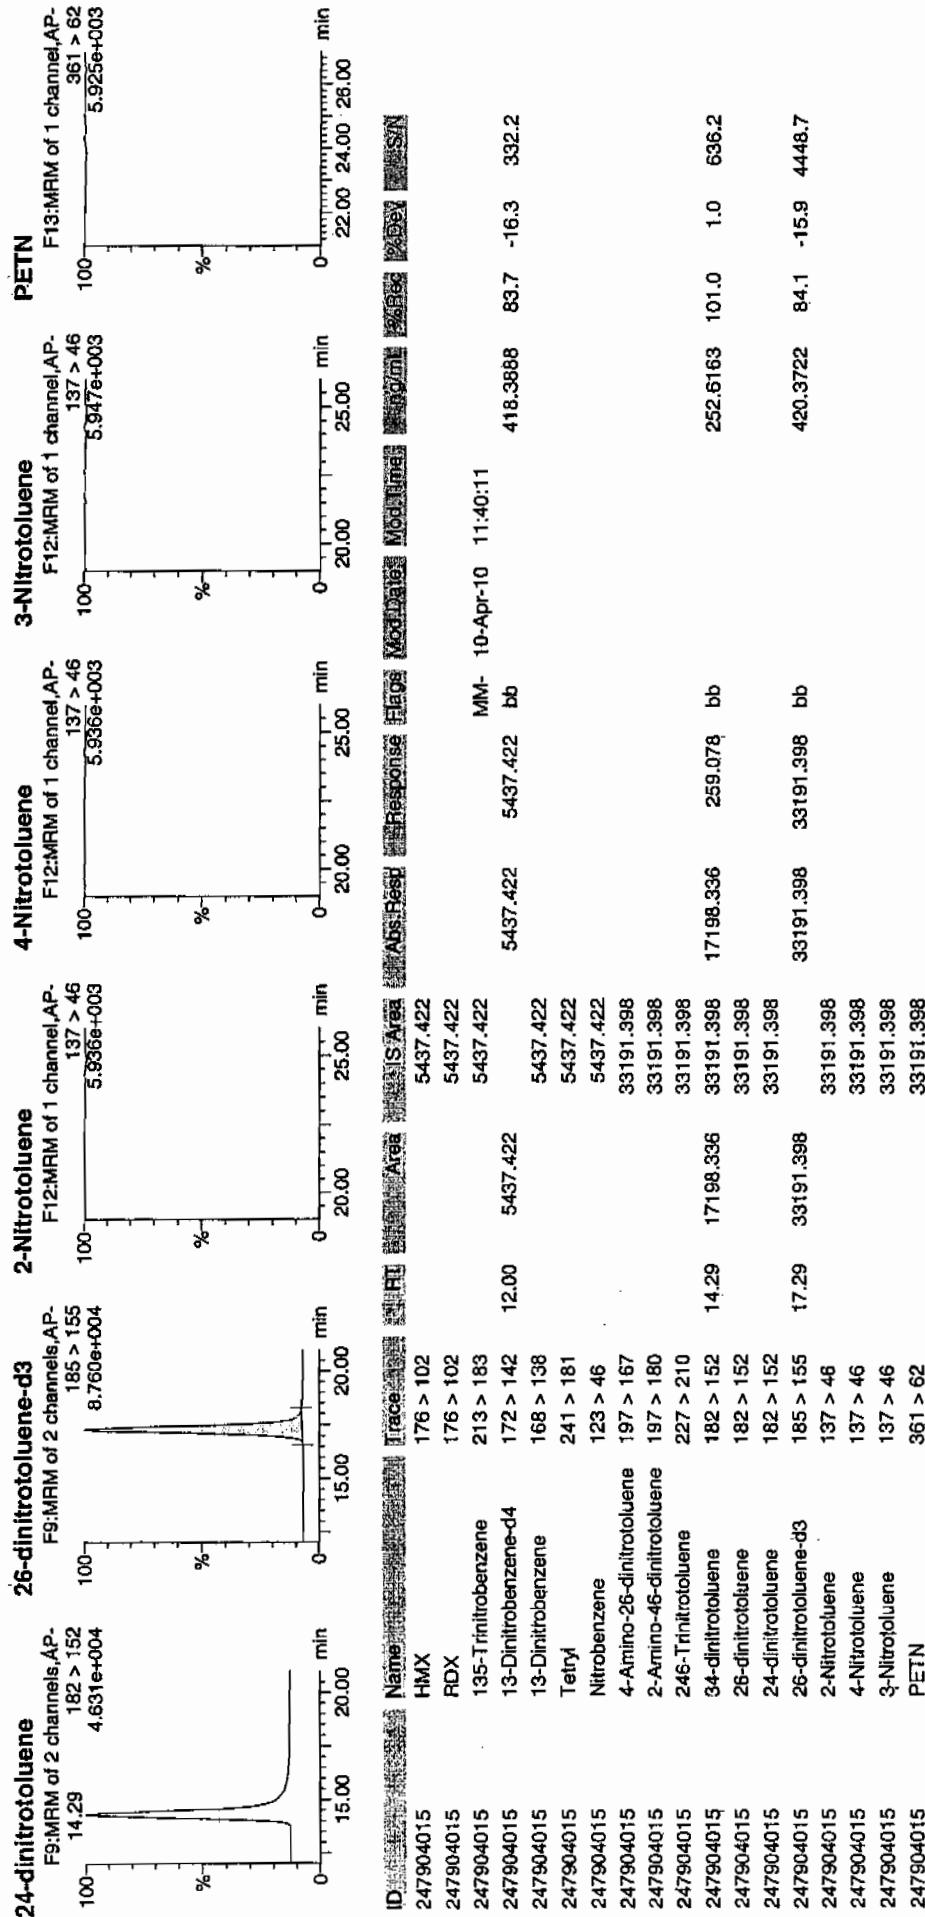 24-dinitrotoluene
F9:MRM of 2 channels,AP-
14.29 182 > 152
4.631e+004
100
%
0
15.00 20.00 min
26-dinitrotoluene-d3
F9:MRM of 2 channels,AP-
185 > 155
8.760e+004
100
%
0
15.00 20.00 min
2-Nitrotoluene
F12:MRM of 1 channel,AP-
137 > 46
5.936e+003
100
%
0
20.00 25.00 min
4-Nitrotoluene
F12:MRM of 1 channel,AP-
137 > 46
5.936e+003
100
%
0
20.00 25.00 min
3-Nitrotoluene
F12:MRM of 1 channel,AP-
137 > 46
5.947e+003
100
%
0
20.00 25.00 min
PETN
F13:MRM of 1 channel,AP-
361 > 62
5.925e+003
100
%
0
22.00 24.00 26.00 min
ID Name Trace RT Area IS Area Abs.Resp Response Flags Mod.Date Mod.Time ng/mL %Rec %Dev S/N
247904015 HMX 176 > 102 5437.422
247904015 RDX 176 > 102 5437.422
247904015 135-Trinitrobenzene 213 > 183 5437.422 MM- 10-Apr-10 11:40:11
247904015 13-Dinitrobenzene-d4 172 > 142 12.00 5437.422 5437.422 5437.422 bb 418.3888 83.7 -16.3 332.2
247904015 13-Dinitrobenzene 168 > 138 5437.422
247904015 Tetryl 241 > 181 5437.422
247904015 Nitrobenzene 123 > 46 5437.422
247904015 4-Amino-26-dinitrotoluene 197 > 167 33191.398
247904015 2-Amino-46-dinitrotoluene 197 > 180 33191.398
247904015 246-Trinitrotoluene 227 > 210 33191.398
247904015 34-dinitrotoluene 182 > 152 14.29 17198.336 33191.398 17198.336 259.078 bb 252.6163 101.0 1.0 636.2
247904015 26-dinitrotoluene 182 > 152 33191.398
247904015 24-dinitrotoluene 182 > 152 33191.398
247904015 26-dinitrotoluene-d3 185 > 155 17.29 33191.398 33191.398 33191.398 bb 420.3722 84.1 -15.9 4448.7
247904015 2-Nitrotoluene 137 > 46 33191.398
247904015 4-Nitrotoluene 137 > 46 33191.398
247904015 3-Nitrotoluene 137 > 46 33191.398
247904015 PETN 361 > 62 33191.398